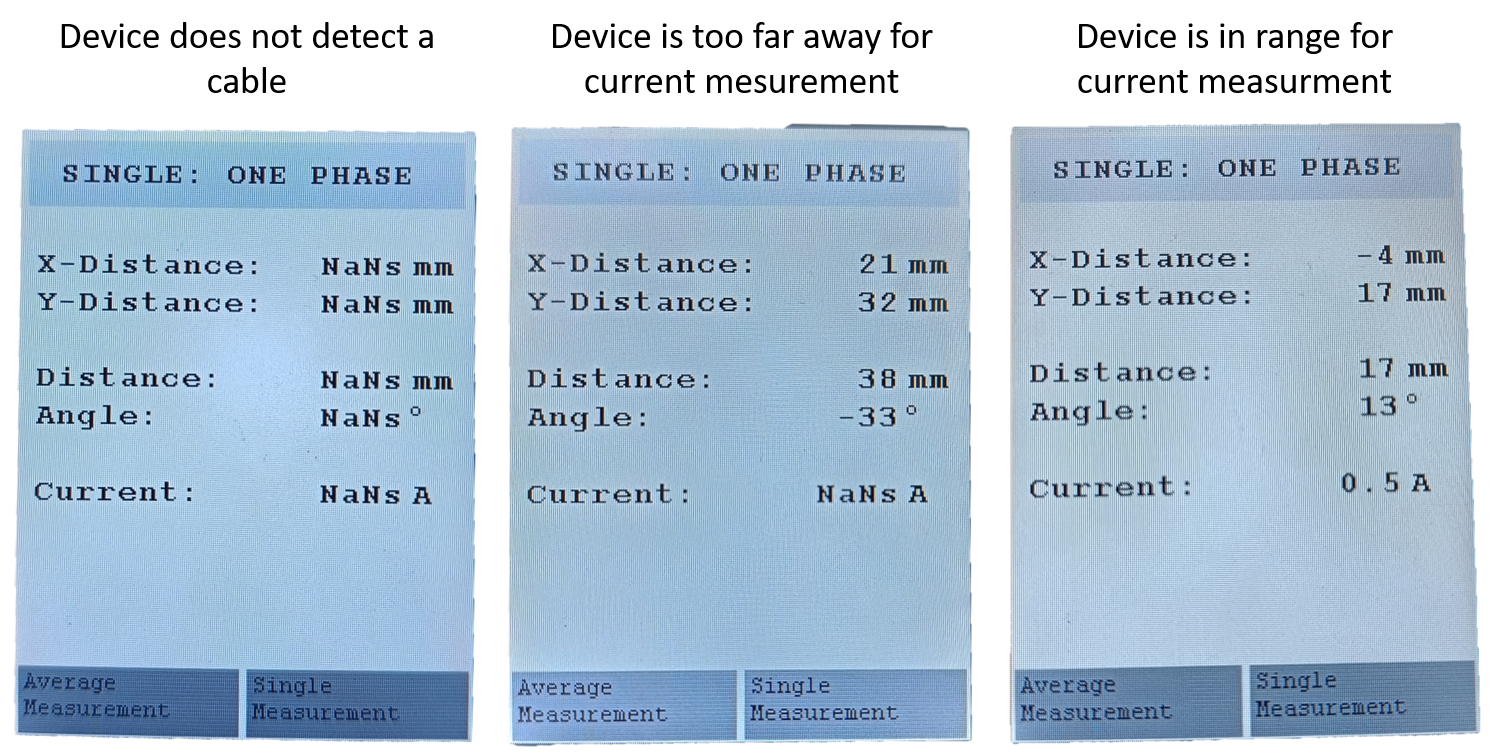 Device does not detect a
cable
SINGLE: ONE PHASE
X-Distance: NaNs mm
Y-Distance: NaNs mm
Distance: NaNs mm
Angle: NaNs °
Current: NaNs A
Average
Measurement
Single
Measurement
Device is too far away for
current mesurement
SINGLE: ONE PHASE
X-Distance: 21 mm
Y-Distance: 32 mm
Distance: 38 mm
Angle: -33 °
Current: NaNs A
Average
Measurement
Single
Measurement
Device is in range for
current measurment
SINGLE: ONE PHASE
X-Distance: -4 mm
Y-Distance: 17 mm
Distance: 17 mm
Angle: 13 °
Current: 0.5 A
Average
Measurement
Single
Measurement